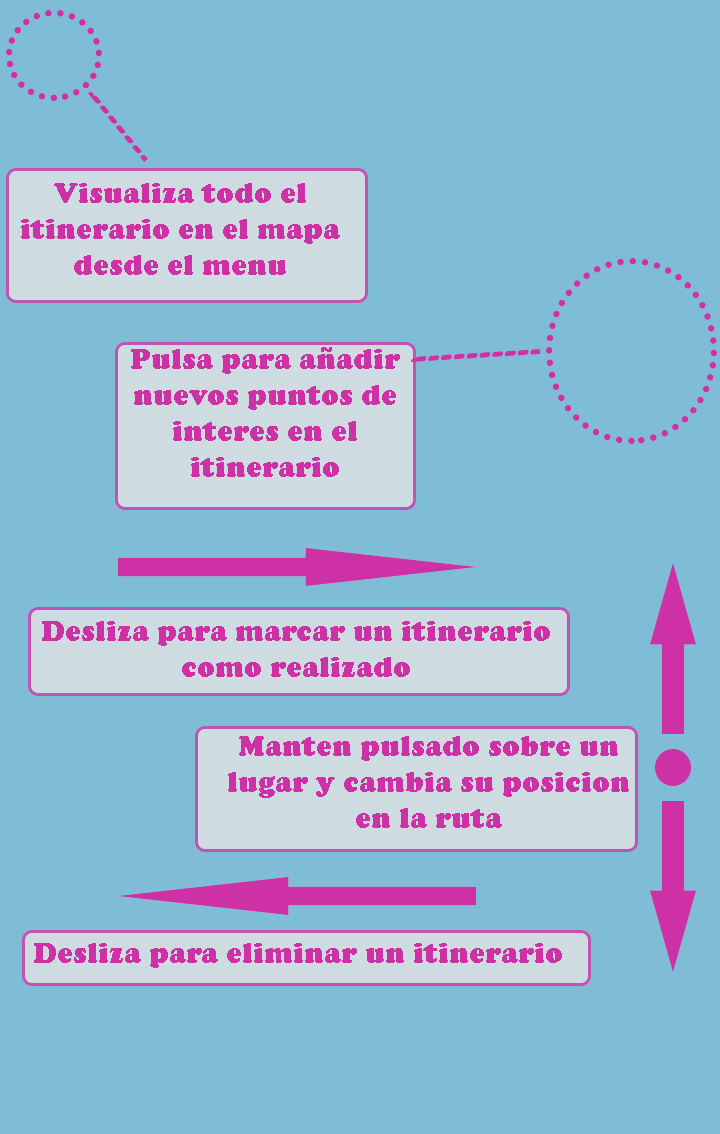 Visualiza todo el
itinerario en el mapa
desde el menu
Pulsa para añadir
nuevos puntos de
interes en el
itinerario
Desliza para marcar un itinerario
como realizado
Manten pulsado sobre un
lugar y cambia su posicion
en la ruta
Desliza para eliminar un itinerario